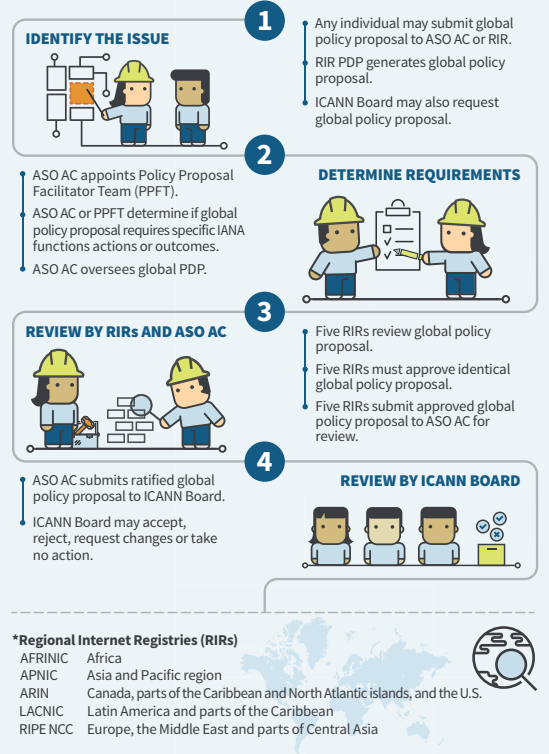 1
IDENTIFY THE ISSUE
Any individual may submit global
policy proposal to ASO AC or RIR.
RIR PDP generates global policy
proposal.
ICANN Board may also request
global policy proposal.
2
DETERMINE REQUIREMENTS
ASO AC appoints Policy Proposal
Facilitator Team (PPFT).
ASO AC or PPFT determine if global
policy proposal requires specific IANA
functions actions or outcomes.
ASO AC oversees global PDP.
3
REVIEW BY RIRs AND ASO AC
Five RIRs review global policy
proposal.
Five RIRs must approve identical
global policy proposal.
Five RIRs submit approved global
policy proposal to ASO AC for
review.
4
REVIEW BY ICANN BOARD
ASO AC submits ratified global
policy proposal to ICANN Board.
ICANN Board may accept,
reject, request changes or take
no action.
*Regional Internet Registries (RIRs)
AFRINIC Africa
APNIC Asia and Pacific region
ARIN Canada, parts of the Caribbean and North Atlantic islands, and the U.S.
LACNIC Latin America and parts of the Caribbean
RIPE NCC Europe, the Middle East and parts of Central Asia